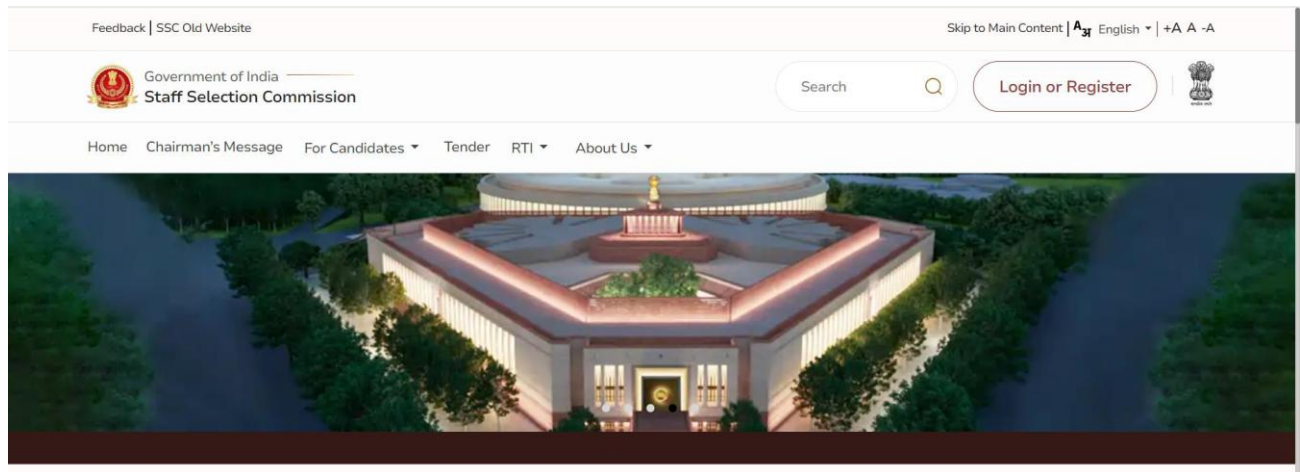 Feedback | SSC Old Website
Skip to Main Content | Aअ English | +A A -A
Government of India
Staff Selection Commission
Search
Login or Register
Home Chairman's Message For Candidates Tender RTI About Us